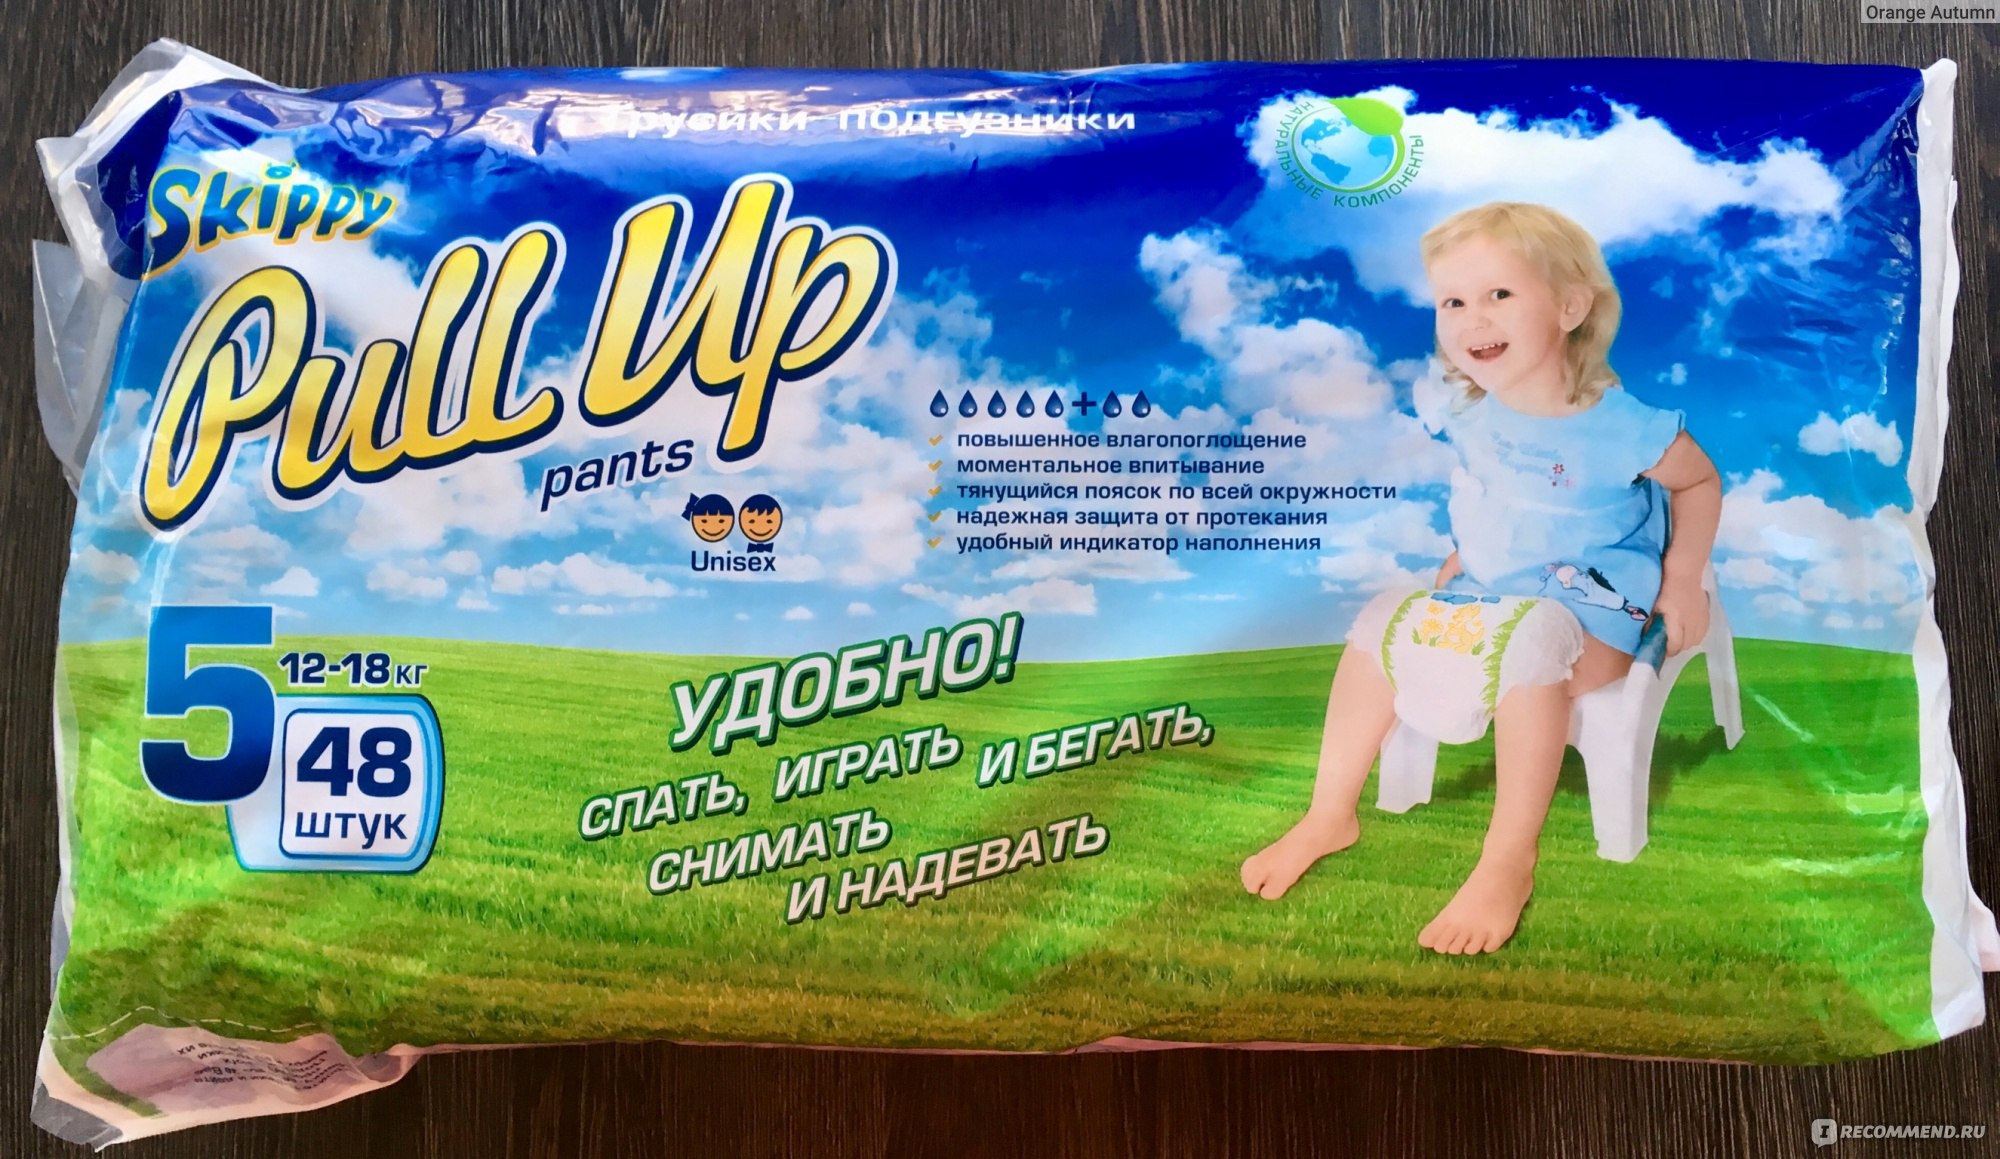 Orange Autumn
Трусики - подгузники
НАТУРАЛЬНЫЕ КОМПОНЕНТЫ
Skippy
Pull Up
pants
Unisex
+
повышенное влагопоглощение
моментальное впитывание
тянущийся поясок по всей окружности
надежная защита от протекания
удобный индикатор наполнения
5
12-18 кг
48
штук
УДОБНО!
СПАТЬ, ИГРАТЬ И БЕГАТЬ,
СНИМАТЬ
И НАДЕВАТЬ
IRECOMMEND.RU